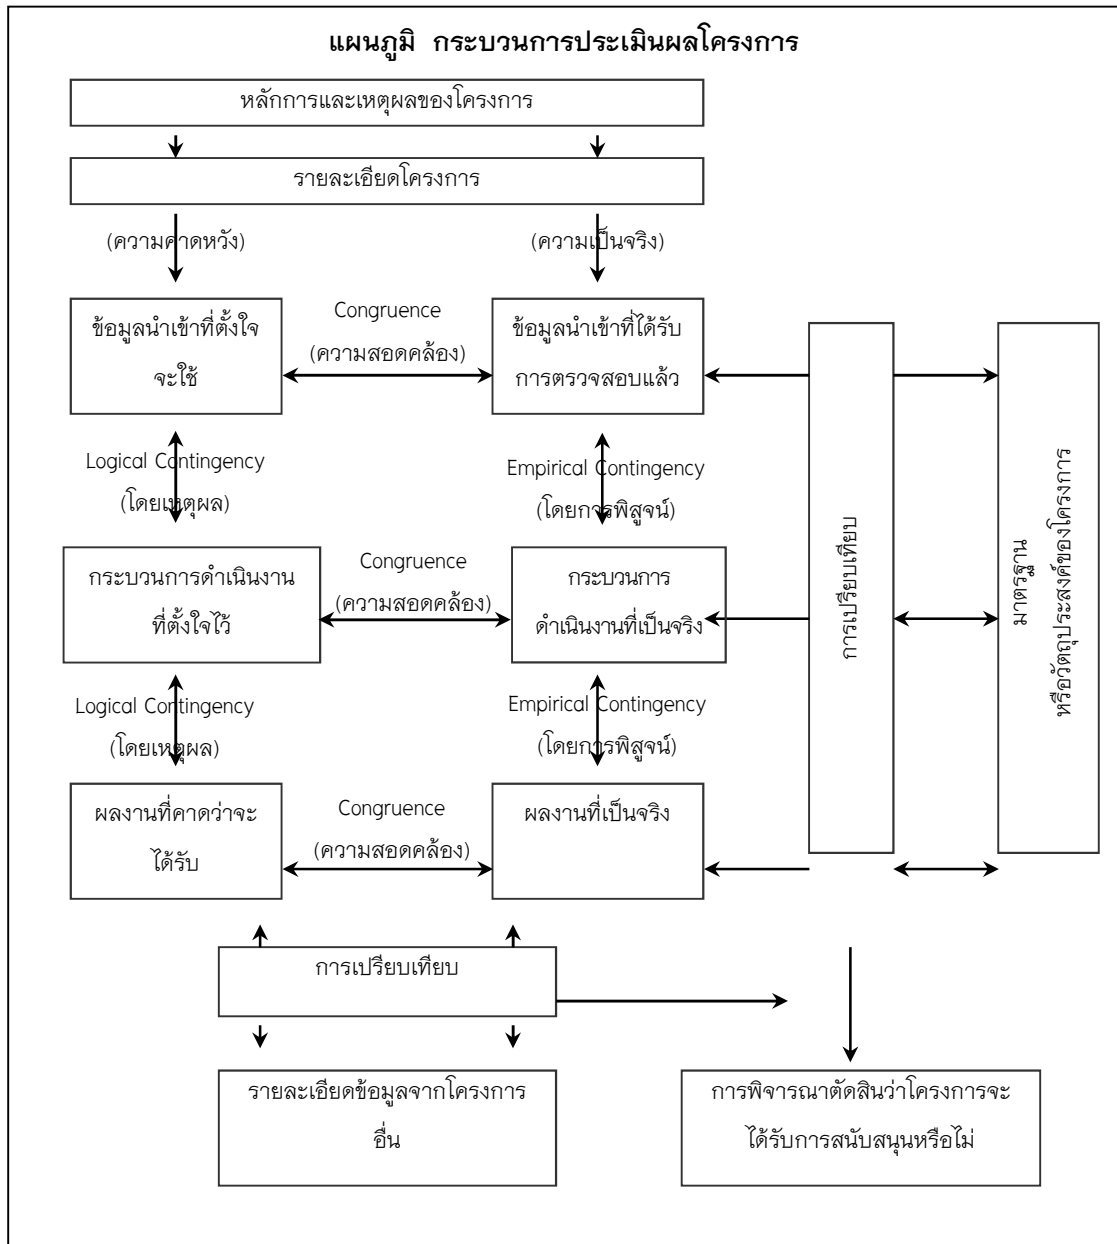 แผนภูมิ กระบวนการประเมินผลโครงการ
หลักการและเหตุผลของโครงการ
รายละเอียดโครงการ
(ความคาดหวัง)
(ความเป็นจริง)
ข้อมูลนำเข้าที่ตั้งใจ
จะใช้
Congruence
(ความสอดคล้อง)
ข้อมูลนำเข้าที่ได้รับ
การตรวจสอบแล้ว
Logical Contingency
(โดยเหตุผล)
Empirical Contingency
(โดยการพิสูจน์)
กระบวนการดำเนินงาน
ที่ตั้งใจไว้
Congruence
(ความสอดคล้อง)
กระบวนการ
ดำเนินงานที่เป็นจริง
การเปรียบเทียบ
มาตรฐาน
หรือวัตถุประสงค์ของโครงการ
Logical Contingency
(โดยเหตุผล)
Empirical Contingency
(โดยการพิสูจน์)
ผลงานที่คาดว่าจะ
ได้รับ
Congruence
(ความสอดคล้อง)
ผลงานที่เป็นจริง
การเปรียบเทียบ
รายละเอียดข้อมูลจากโครงการ
อื่น
การพิจารณาตัดสินว่าโครงการจะ
ได้รับการสนับสนุนหรือไม่